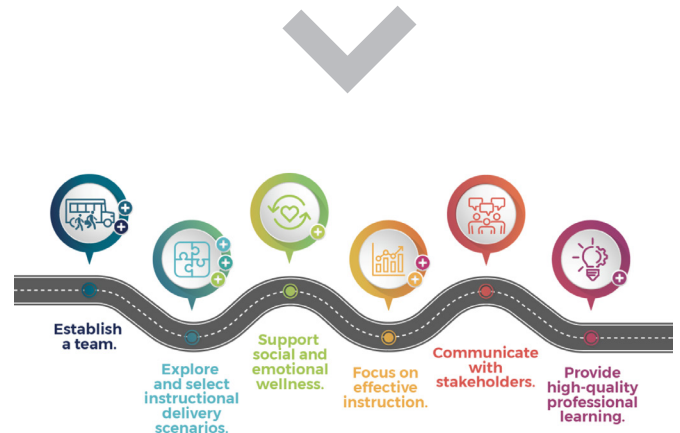 Establish
a team.
Explore
and select
instructional
delivery
scenarios.
Support
social and
emotional
wellness.
Focus on
effective
instruction.
Communicate
with
stakeholders.
Provide
high-quality
professional
learning.